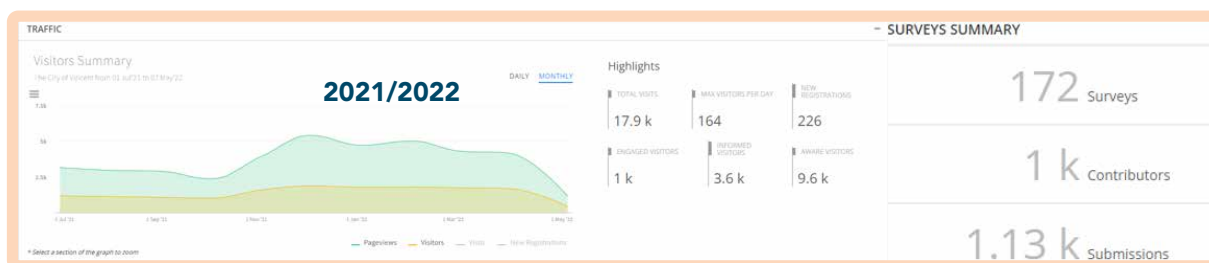 TRAFFIC
Visitors Summary
The City of Vincent from 01 Jul'21 to 07 May'22
DAILY MONTHLY
2021/2022
7.5k
5k
2.5k
1 Jul '21 1 Sep '21 1 Nov '21 1 Jan '22 1 Mar '22 1 May '22
Pageviews Visitors Visits New Registrations
* Select a section of the graph to zoom
Highlights
TOTAL VISITS
17.9 k
MAX VISITORS PER DAY
164
NEW
REGISTRATIONS
226
ENGAGED VISITORS
1 k
INFORMED
VISITORS
3.6 k
AWARE VISITORS
9.6 k
SURVEYS SUMMARY
172 Surveys
1 k Contributors
1.13 k Submissions